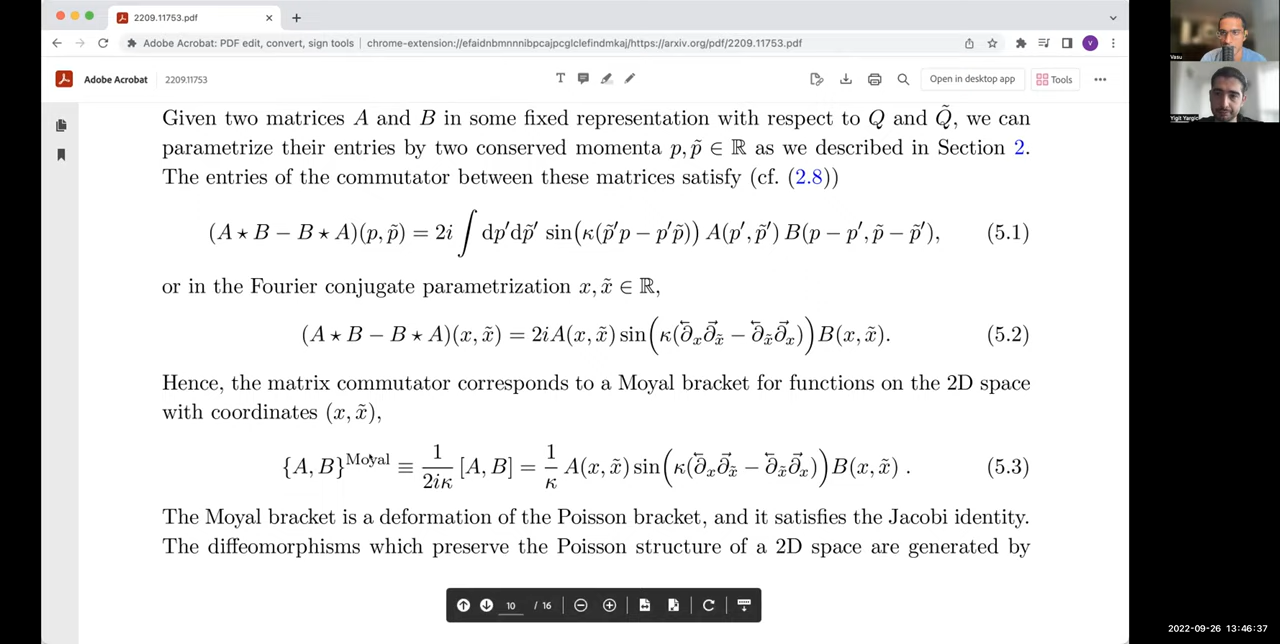 2209.11753.pdf
Adobe Acrobat: PDF edit, convert, sign tools | chrome-extension://efaidnbmnnnibpcajpcglclefindmkaj/https://arxiv.org/pdf/2209.11753.pdf
V
Adobe Acrobat 2209.11753 T Open in desktop app Tools
Given two matrices A and B in some fixed representation with respect to Q and Q̃, we can
parametrize their entries by two conserved momenta p, p̃ ∈ ℝ as we described in Section 2.
The entries of the commutator between these matrices satisfy (cf. (2.8))
(A ⋆ B − B ⋆ A)(p, p̃) = 2i ∫ dp′dp̃′ sin(κ(p̃′p − p′p̃)) A(p′, p̃′) B(p − p′, p̃ − p̃′), (5.1)
or in the Fourier conjugate parametrization x, x̃ ∈ ℝ,
(A ⋆ B − B ⋆ A)(x, x̃) = 2iA(x, x̃) sin(κ(∂⃖ₓ∂⃗ₓ̃ − ∂⃖ₓ̃∂⃗ₓ))B(x, x̃). (5.2)
Hence, the matrix commutator corresponds to a Moyal bracket for functions on the 2D space
with coordinates (x, x̃),
{A, B}^Moyal ≡ 1/2iκ [A, B] = 1/κ A(x, x̃) sin(κ(∂⃖ₓ∂⃗ₓ̃ − ∂⃖ₓ̃∂⃗ₓ))B(x, x̃) . (5.3)
The Moyal bracket is a deformation of the Poisson bracket, and it satisfies the Jacobi identity.
The diffeomorphisms which preserve the Poisson structure of a 2D space are generated by
10 / 16
Vasu
2022-09-26 13:46:37